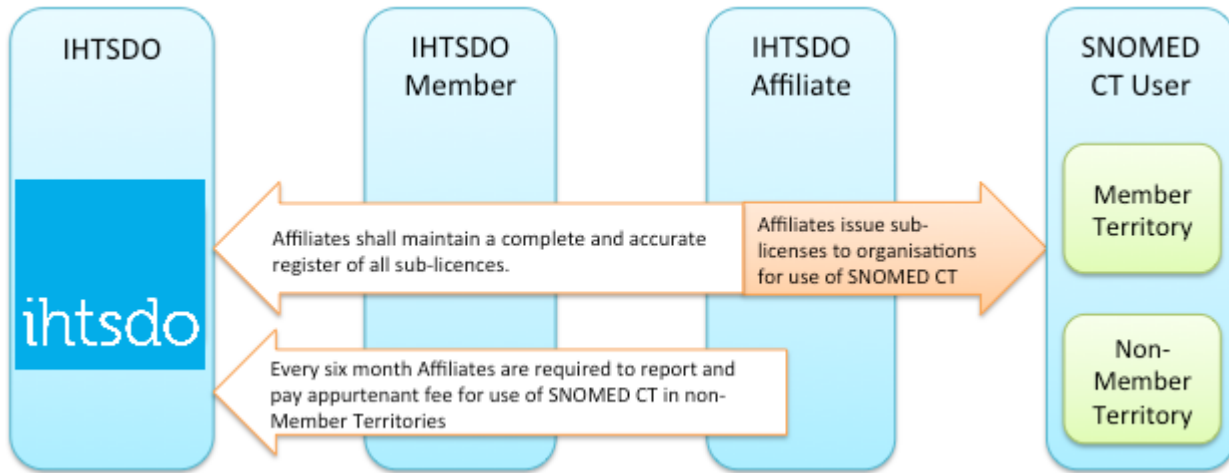 IHTSDO
IHTSDO
Member
IHTSDO
Affiliate
SNOMED
CT User
ihtsdo
Affiliates shall maintain a complete and accurate
register of all sub-licences.
Affiliates issue sub-
licenses to organisations
for use of SNOMED CT
Member
Territory
Every six month Affiliates are required to report and
pay appurtenant fee for use of SNOMED CT in non-
Member Territories
Non-
Member
Territory